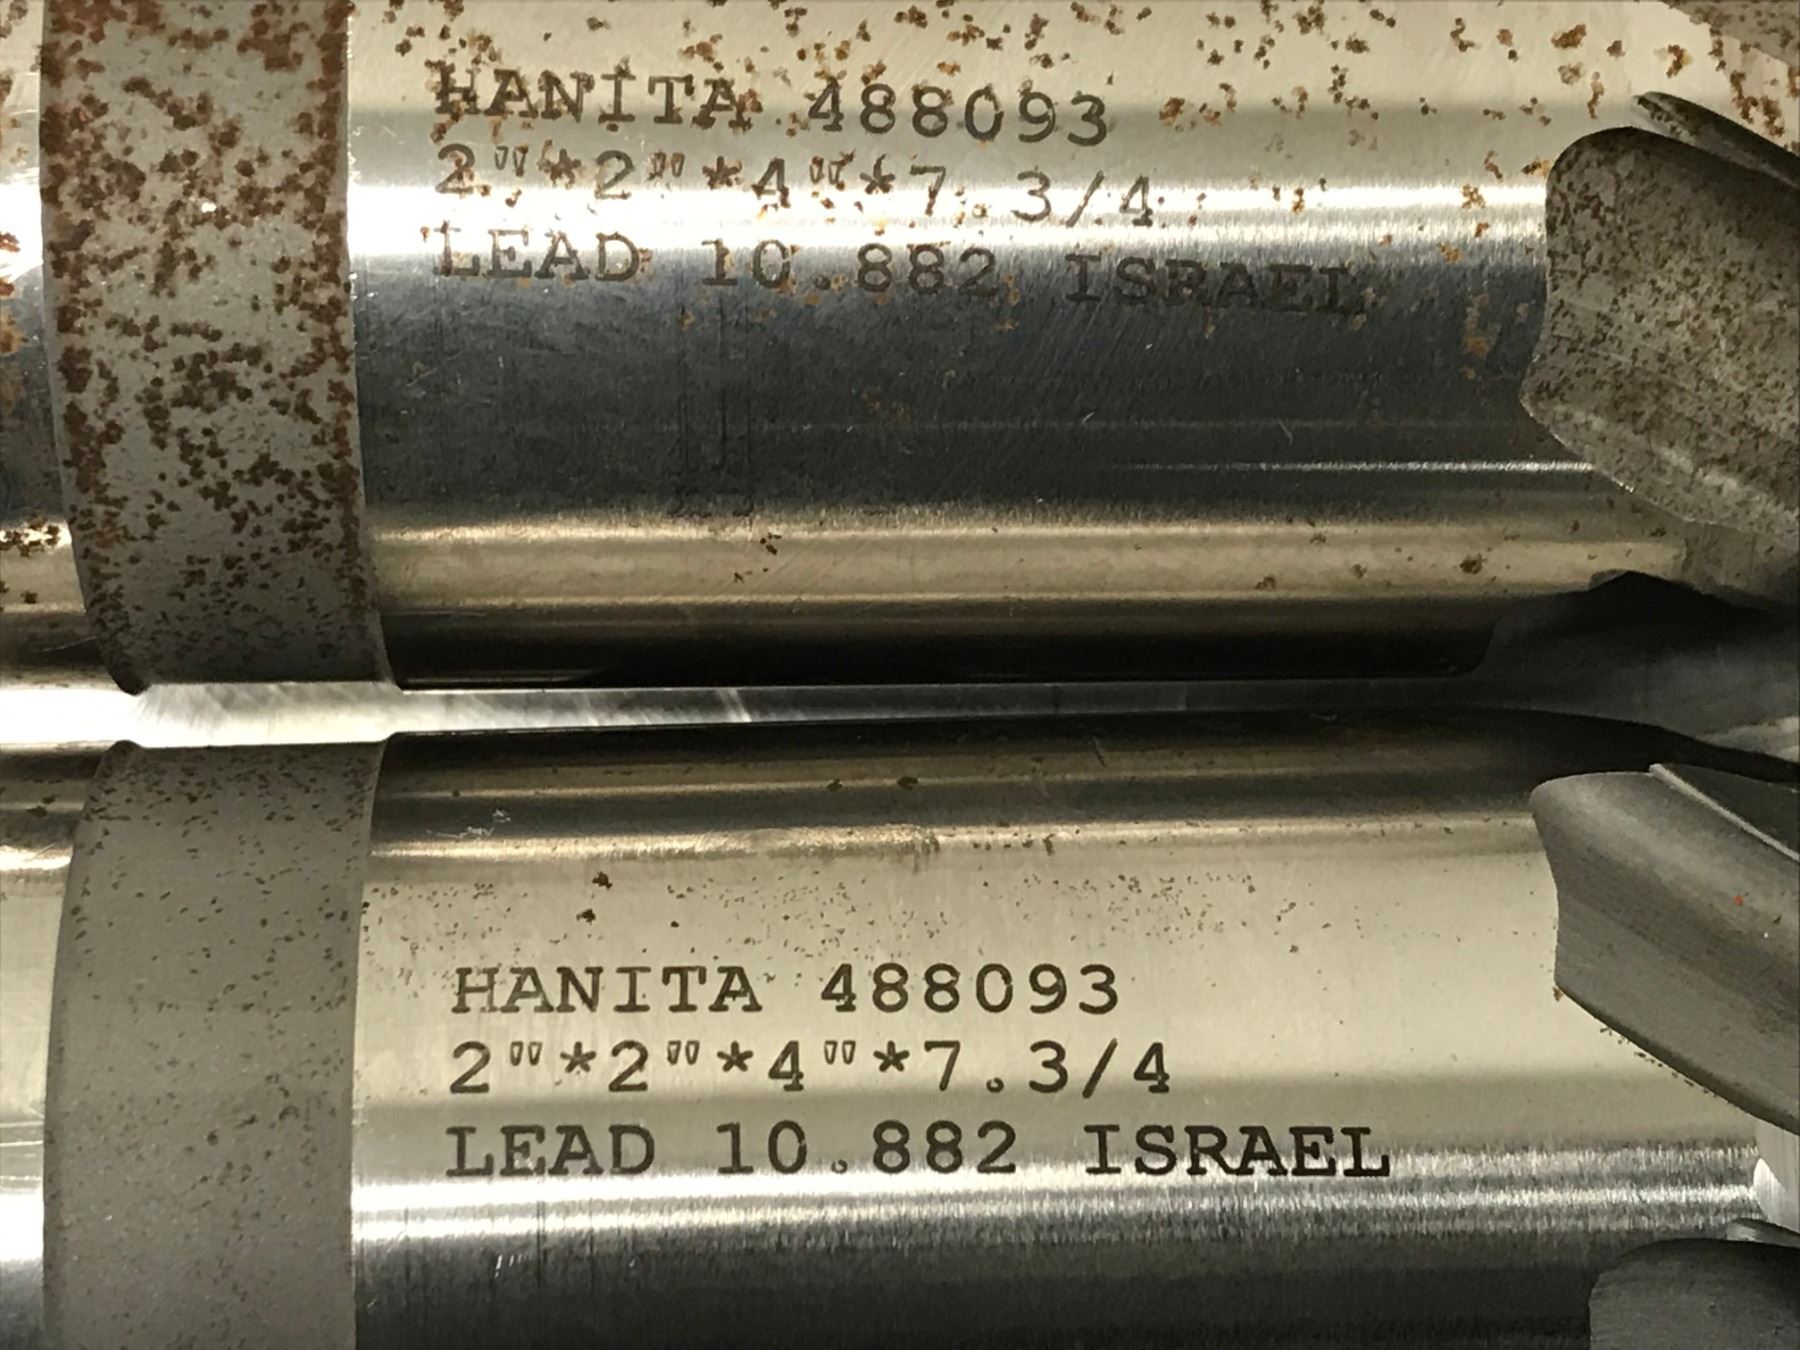 HANITA 488093
2"*2"*4"*7.3/4
LEAD 10.882 ISRAEL
HANITA 488093
2"*2"*4"*7.3/4
LEAD 10.882 ISRAEL